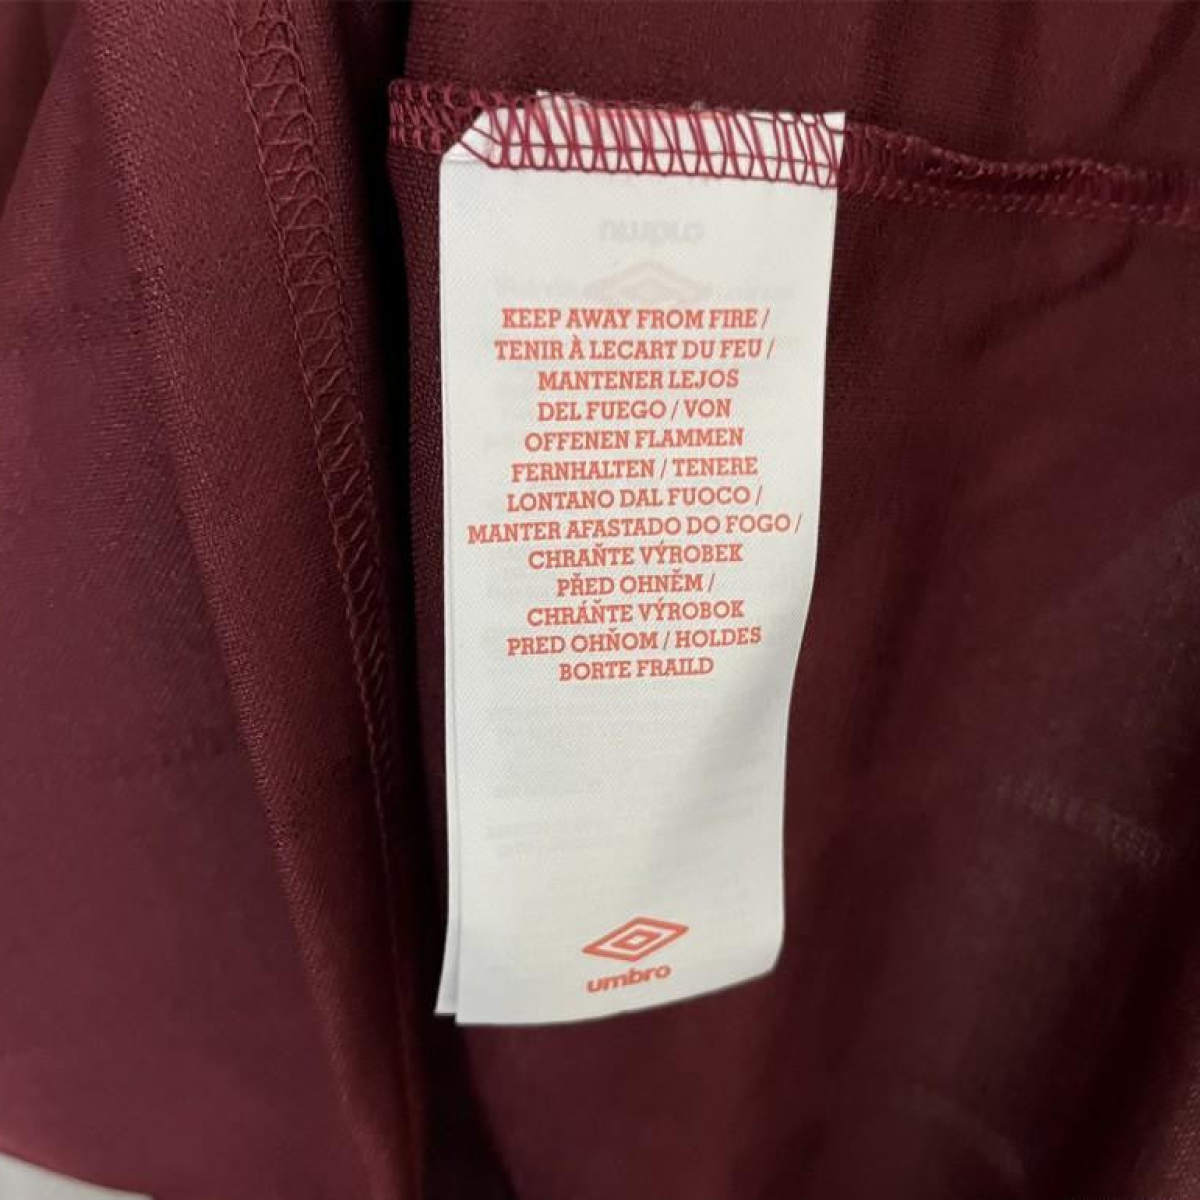 KEEP AWAY FROM FIRE /
TENIR À LECART DU FEU /
MANTENER LEJOS
DEL FUEGO / VON
OFFENEN FLAMMEN
FERNHALTEN / TENERE
LONTANO DAL FUOCO /
MANTER AFASTADO DO FOGO /
CHRAŇTE VÝROBEK
PŘED OHNĚM /
CHRÁŇTE VÝROBOK
PRED OHŇOM / HOLDES
BORTE FRAILD
umbro